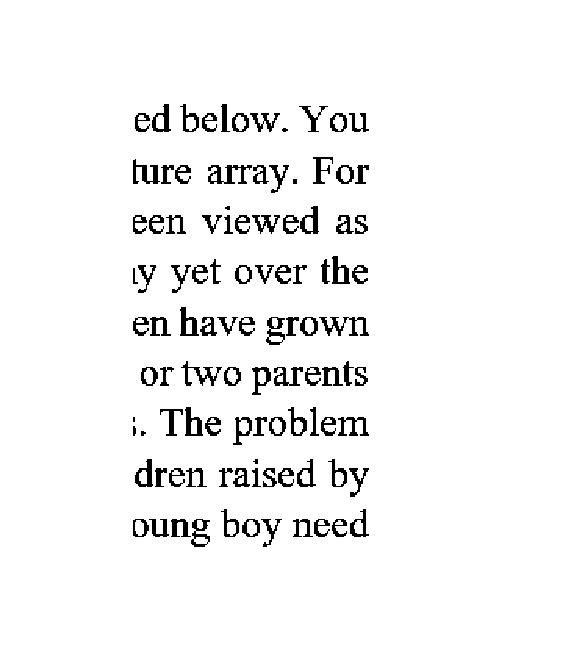 ed below. You
ture array. For
een viewed as
y yet over the
en have grown
or two parents
. The problem
dren raised by
oung boy need